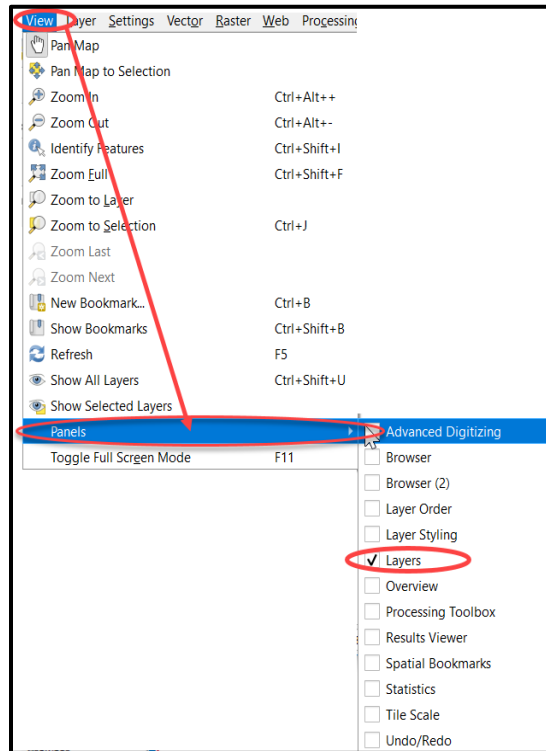 View Layer Settings Vector Raster Web Processing
Pan Map
Pan Map to Selection
Zoom In Ctrl+Alt++
Zoom Out Ctrl+Alt+-
Identify Features Ctrl+Shift+I
Zoom Full Ctrl+Shift+F
Zoom to Layer
Zoom to Selection Ctrl+J
Zoom Last
Zoom Next
New Bookmark... Ctrl+B
Show Bookmarks Ctrl+Shift+B
Refresh F5
Show All Layers Ctrl+Shift+U
Show Selected Layers
Panels
Toggle Full Screen Mode F11
Advanced Digitizing
Browser
Browser (2)
Layer Order
Layer Styling
Layers
Overview
Processing Toolbox
Results Viewer
Spatial Bookmarks
Statistics
Tile Scale
Undo/Redo